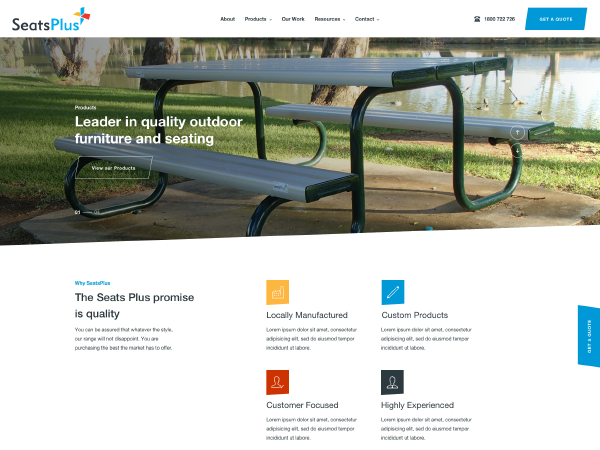 SeatsPlus
About
Products
Our Work
Resources
Contact
1800 722 726
GET A QUOTE
Products
Leader in quality outdoor
furniture and seating
View our Products
01
Why SeatsPlus
The Seats Plus promise
is quality
You can be assured that whatever the style,
our range will not disappoint. You are
purchasing the best the market has to offer.
Locally Manufactured
Lorem ipsum dolor sit amet, consectetur
adipiscing elit, sed do eiusmod tempor
incididunt ut labore.
Custom Products
Lorem ipsum dolor sit amet, consectetur
adipiscing elit, sed do eiusmod tempor
incididunt ut labore.
Customer Focused
Lorem ipsum dolor sit amet, consectetur
adipiscing elit, sed do eiusmod tempor
incididunt ut labore.
Highly Experienced
Lorem ipsum dolor sit amet, consectetur
adipiscing elit, sed do eiusmod tempor
incididunt ut labore.
GET A QUOTE